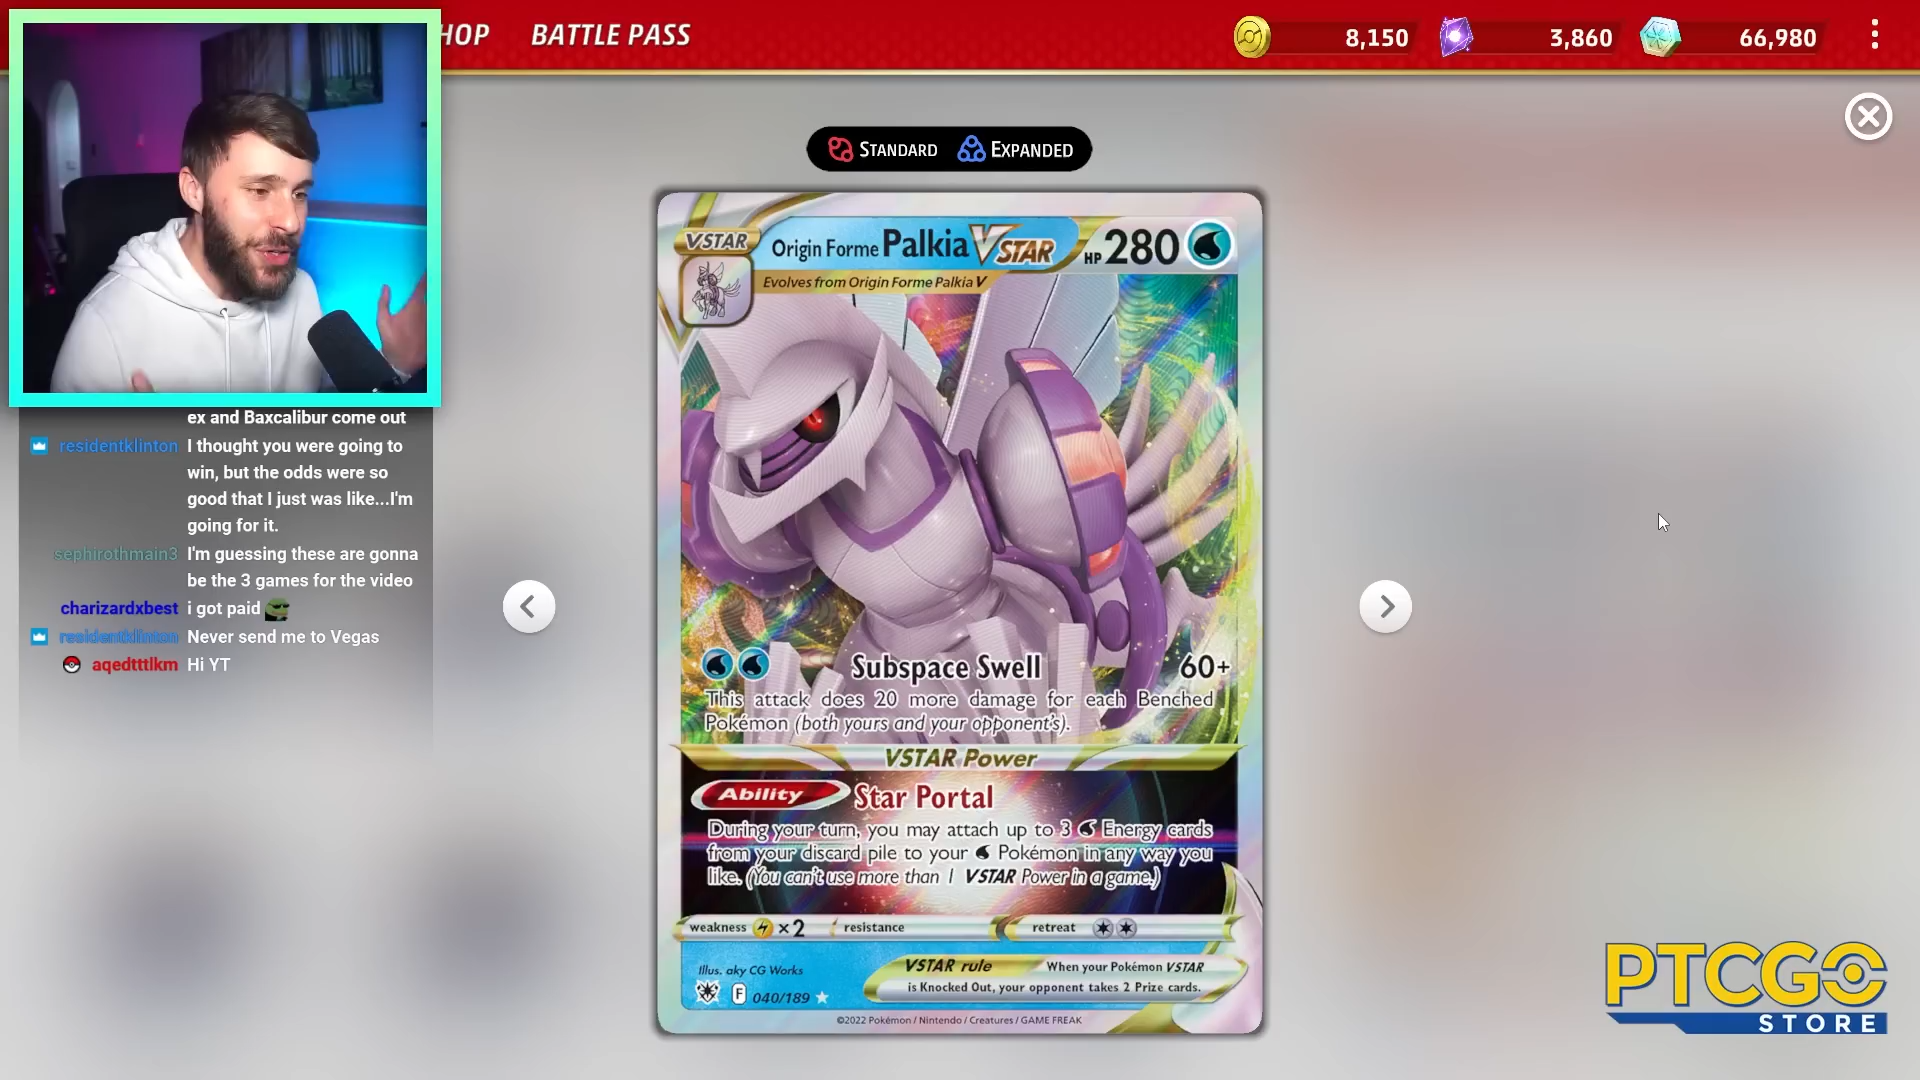 HOP
BATTLE PASS
8,150
3,860
66,980
STANDARD
EXPANDED
VSTAR
Origin Forme Palkia VSTAR
HP 280
Evolves from Origin Forme Palkia V
ex and Baxcalibur come out
residentklinton I thought you were going to
win, but the odds were so
good that I just was like...I'm
going for it.
sephirothmain3 I'm guessing these are gonna
be the 3 games for the video
charizardxbest i got paid
residentklinton Never send me to Vegas
aqedtttlkm Hi YT
Subspace Swell 60+
This attack does 20 more damage for each Benched
Pokémon (both yours and your opponent's).
VSTAR Power
Ability Star Portal
During your turn, you may attach up to 3 Energy cards
from your discard pile to your Pokémon in any way you
like. (You can't use more than 1 VSTAR Power in a game.)
weakness ×2 resistance retreat
Illus. aky CG Works
VSTAR rule When your Pokémon VSTAR
is Knocked Out, your opponent takes 2 Prize cards.
F 040/189
©2022 Pokémon / Nintendo / Creatures / GAME FREAK
PTCGO
STORE